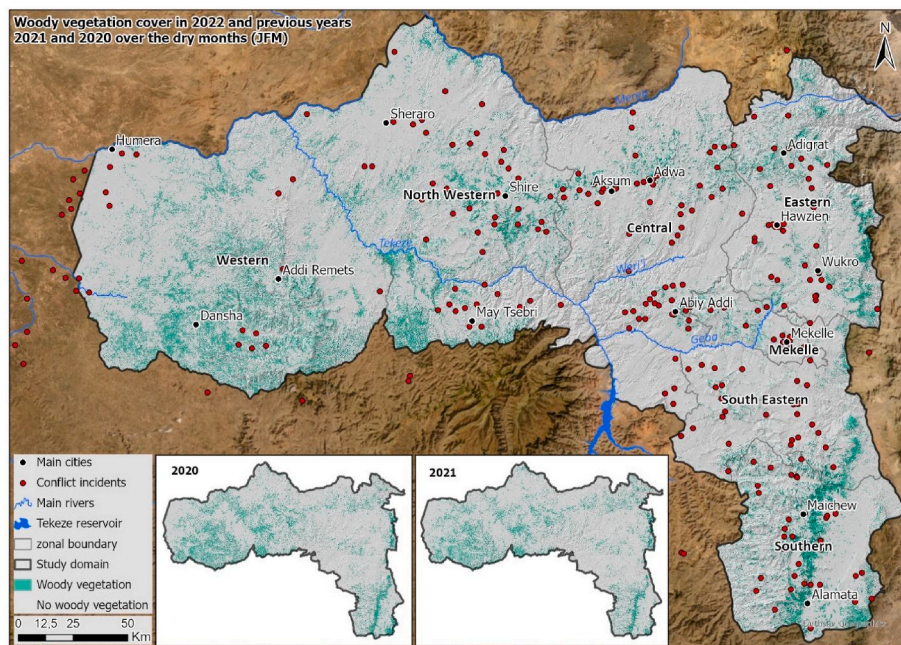 Woody vegetation cover in 2022 and previous years
2021 and 2020 over the dry months (JFM)
N
Mereb
Sheraro
Humera
Adigrat
Adwa
Aksum
North Western
Shire
Eastern
Hawzien
Central
Tekeze
Western
Addi Remets
Weri'i
Wukro
Dansha
May Tsebri
Abiy Addi
Geba
Mekelle
Mekelle
South Eastern
Maichew
Southern
Alamata
Main cities
Conflict incidents
Main rivers
Tekeze reservoir
zonal boundary
Study domain
Woody vegetation
No woody vegetation
0 12,5 25 50
Km
2020
2021